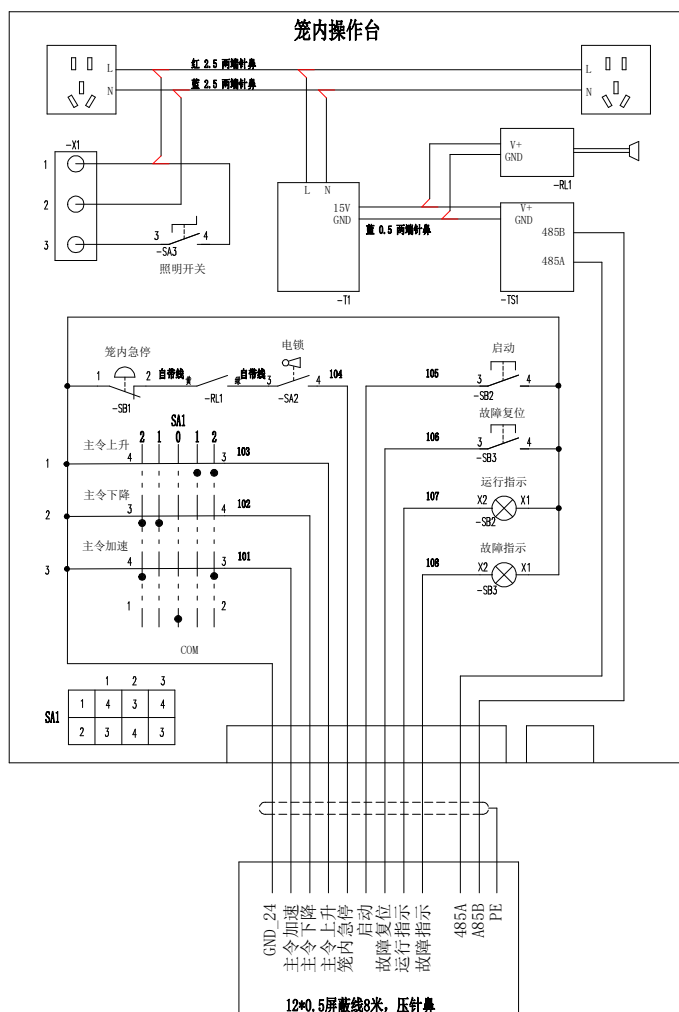 笼内操作台
L
N
红 2.5 两端针鼻
蓝 2.5 两端针鼻
L
N
-X1
1
2
3
3
4
-SA3
照明开关
L N
15V
GND
-T1
蓝 0.5 两端针鼻
V+
GND
-RL1
V+
GND
485B
485A
-TS1
笼内急停
1
2
-SB1
自带线
黄
-RL1
自带线
绿
电锁
3
4
-SA2
104
105
启动
3
4
-SB2
106
故障复位
3
4
-SB3
107
运行指示
X2
X1
-SB2
108
故障指示
X2
X1
-SB3
SA1
2 1 0 1 2
1
主令上升
4
3
103
2
主令下降
3
4
102
3
主令加速
4
3
101
1
2
COM
1 2 3
SA1
1 4 3 4
2 3 4 3
GND_24
主令加速
主令下降
主令上升
笼内急停
启动
故障复位
运行指示
故障指示
485A
A85B
PE
12*0.5屏蔽线8米，压针鼻